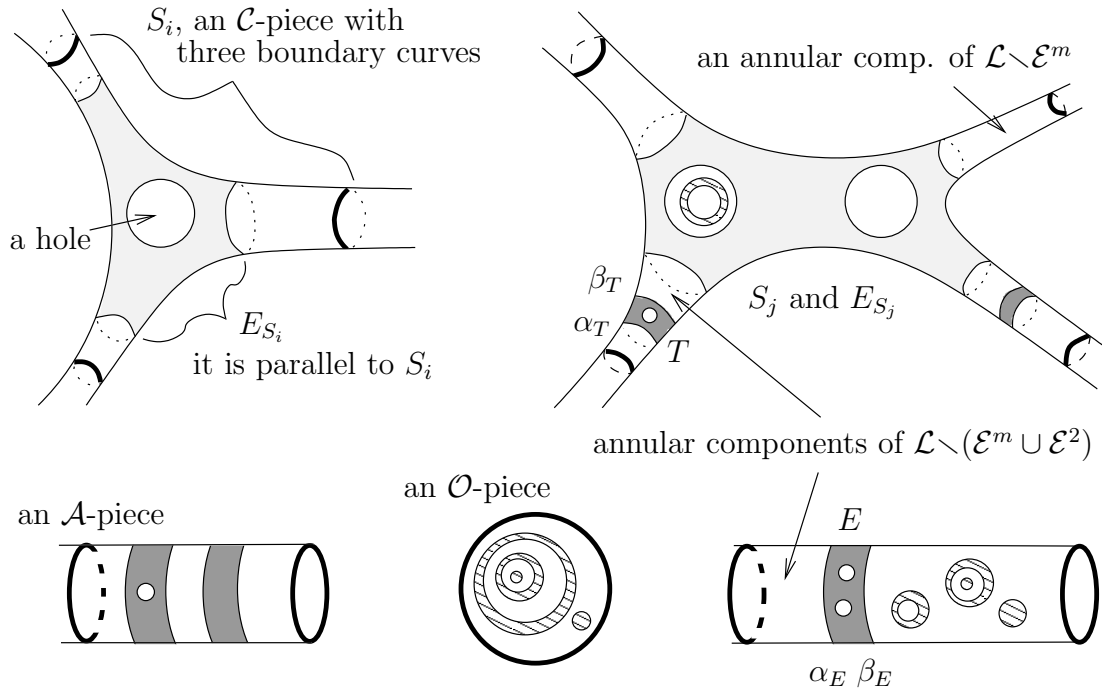 S_i, an 𝓒-piece with
three boundary curves
an annular comp. of 𝓛∖𝓔^m
a hole
E_{S_i}
it is parallel to S_i
β_T
α_T
T
S_j and E_{S_j}
annular components of 𝓛∖(𝓔^m ∪ 𝓔^2)
an 𝓐-piece
an 𝓞-piece
E
α_E β_E